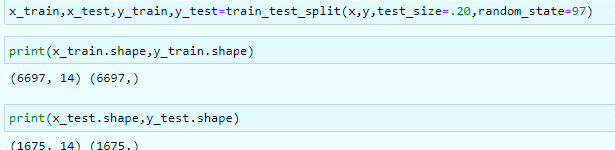 x_train,x_test,y_train,y_test=train_test_split(x,y,test_size=.20,random_state=97)
print(x_train.shape,y_train.shape)
(6697, 14) (6697,)
print(x_test.shape,y_test.shape)
(1675, 14) (1675,)